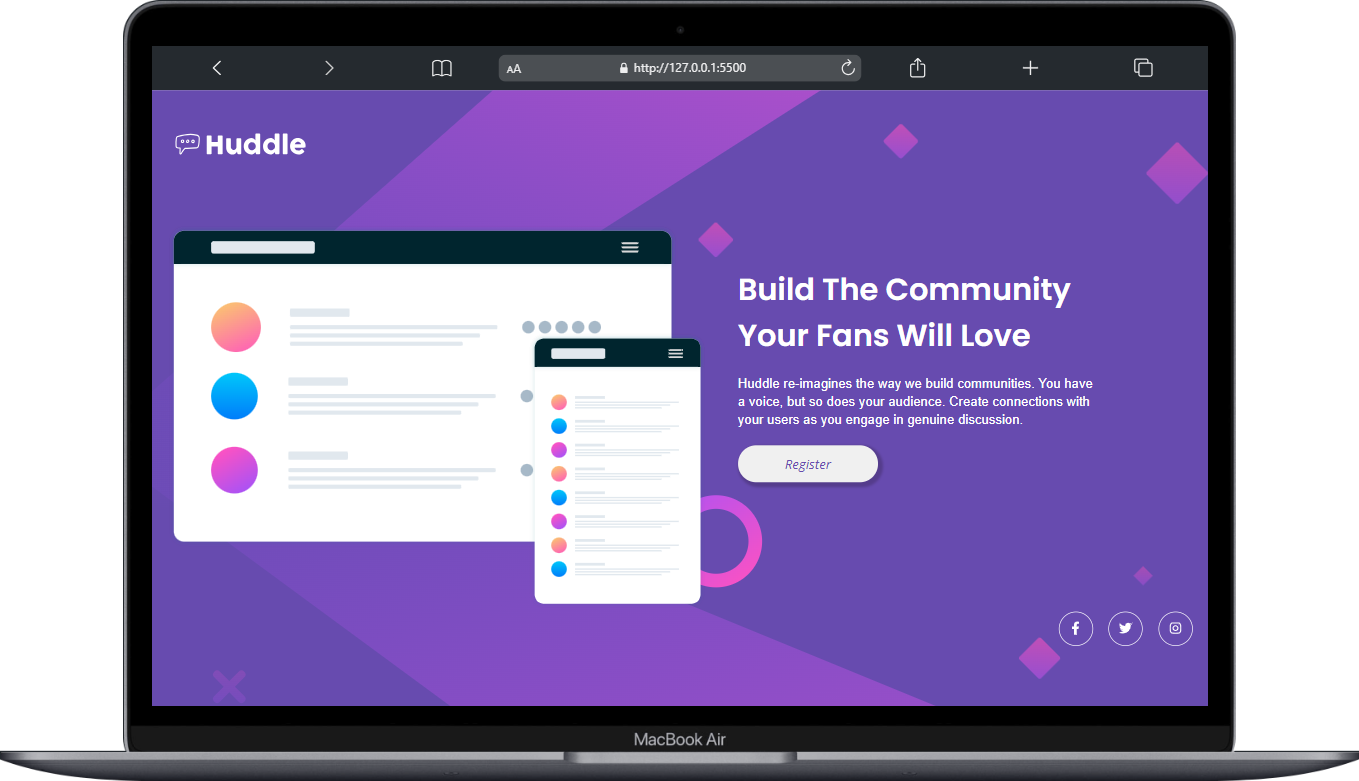 AA http://127.0.0.1:5500
Huddle
Build The Community
Your Fans Will Love
Huddle re-imagines the way we build communities. You have
a voice, but so does your audience. Create connections with
your users as you engage in genuine discussion.
Register
MacBook Air